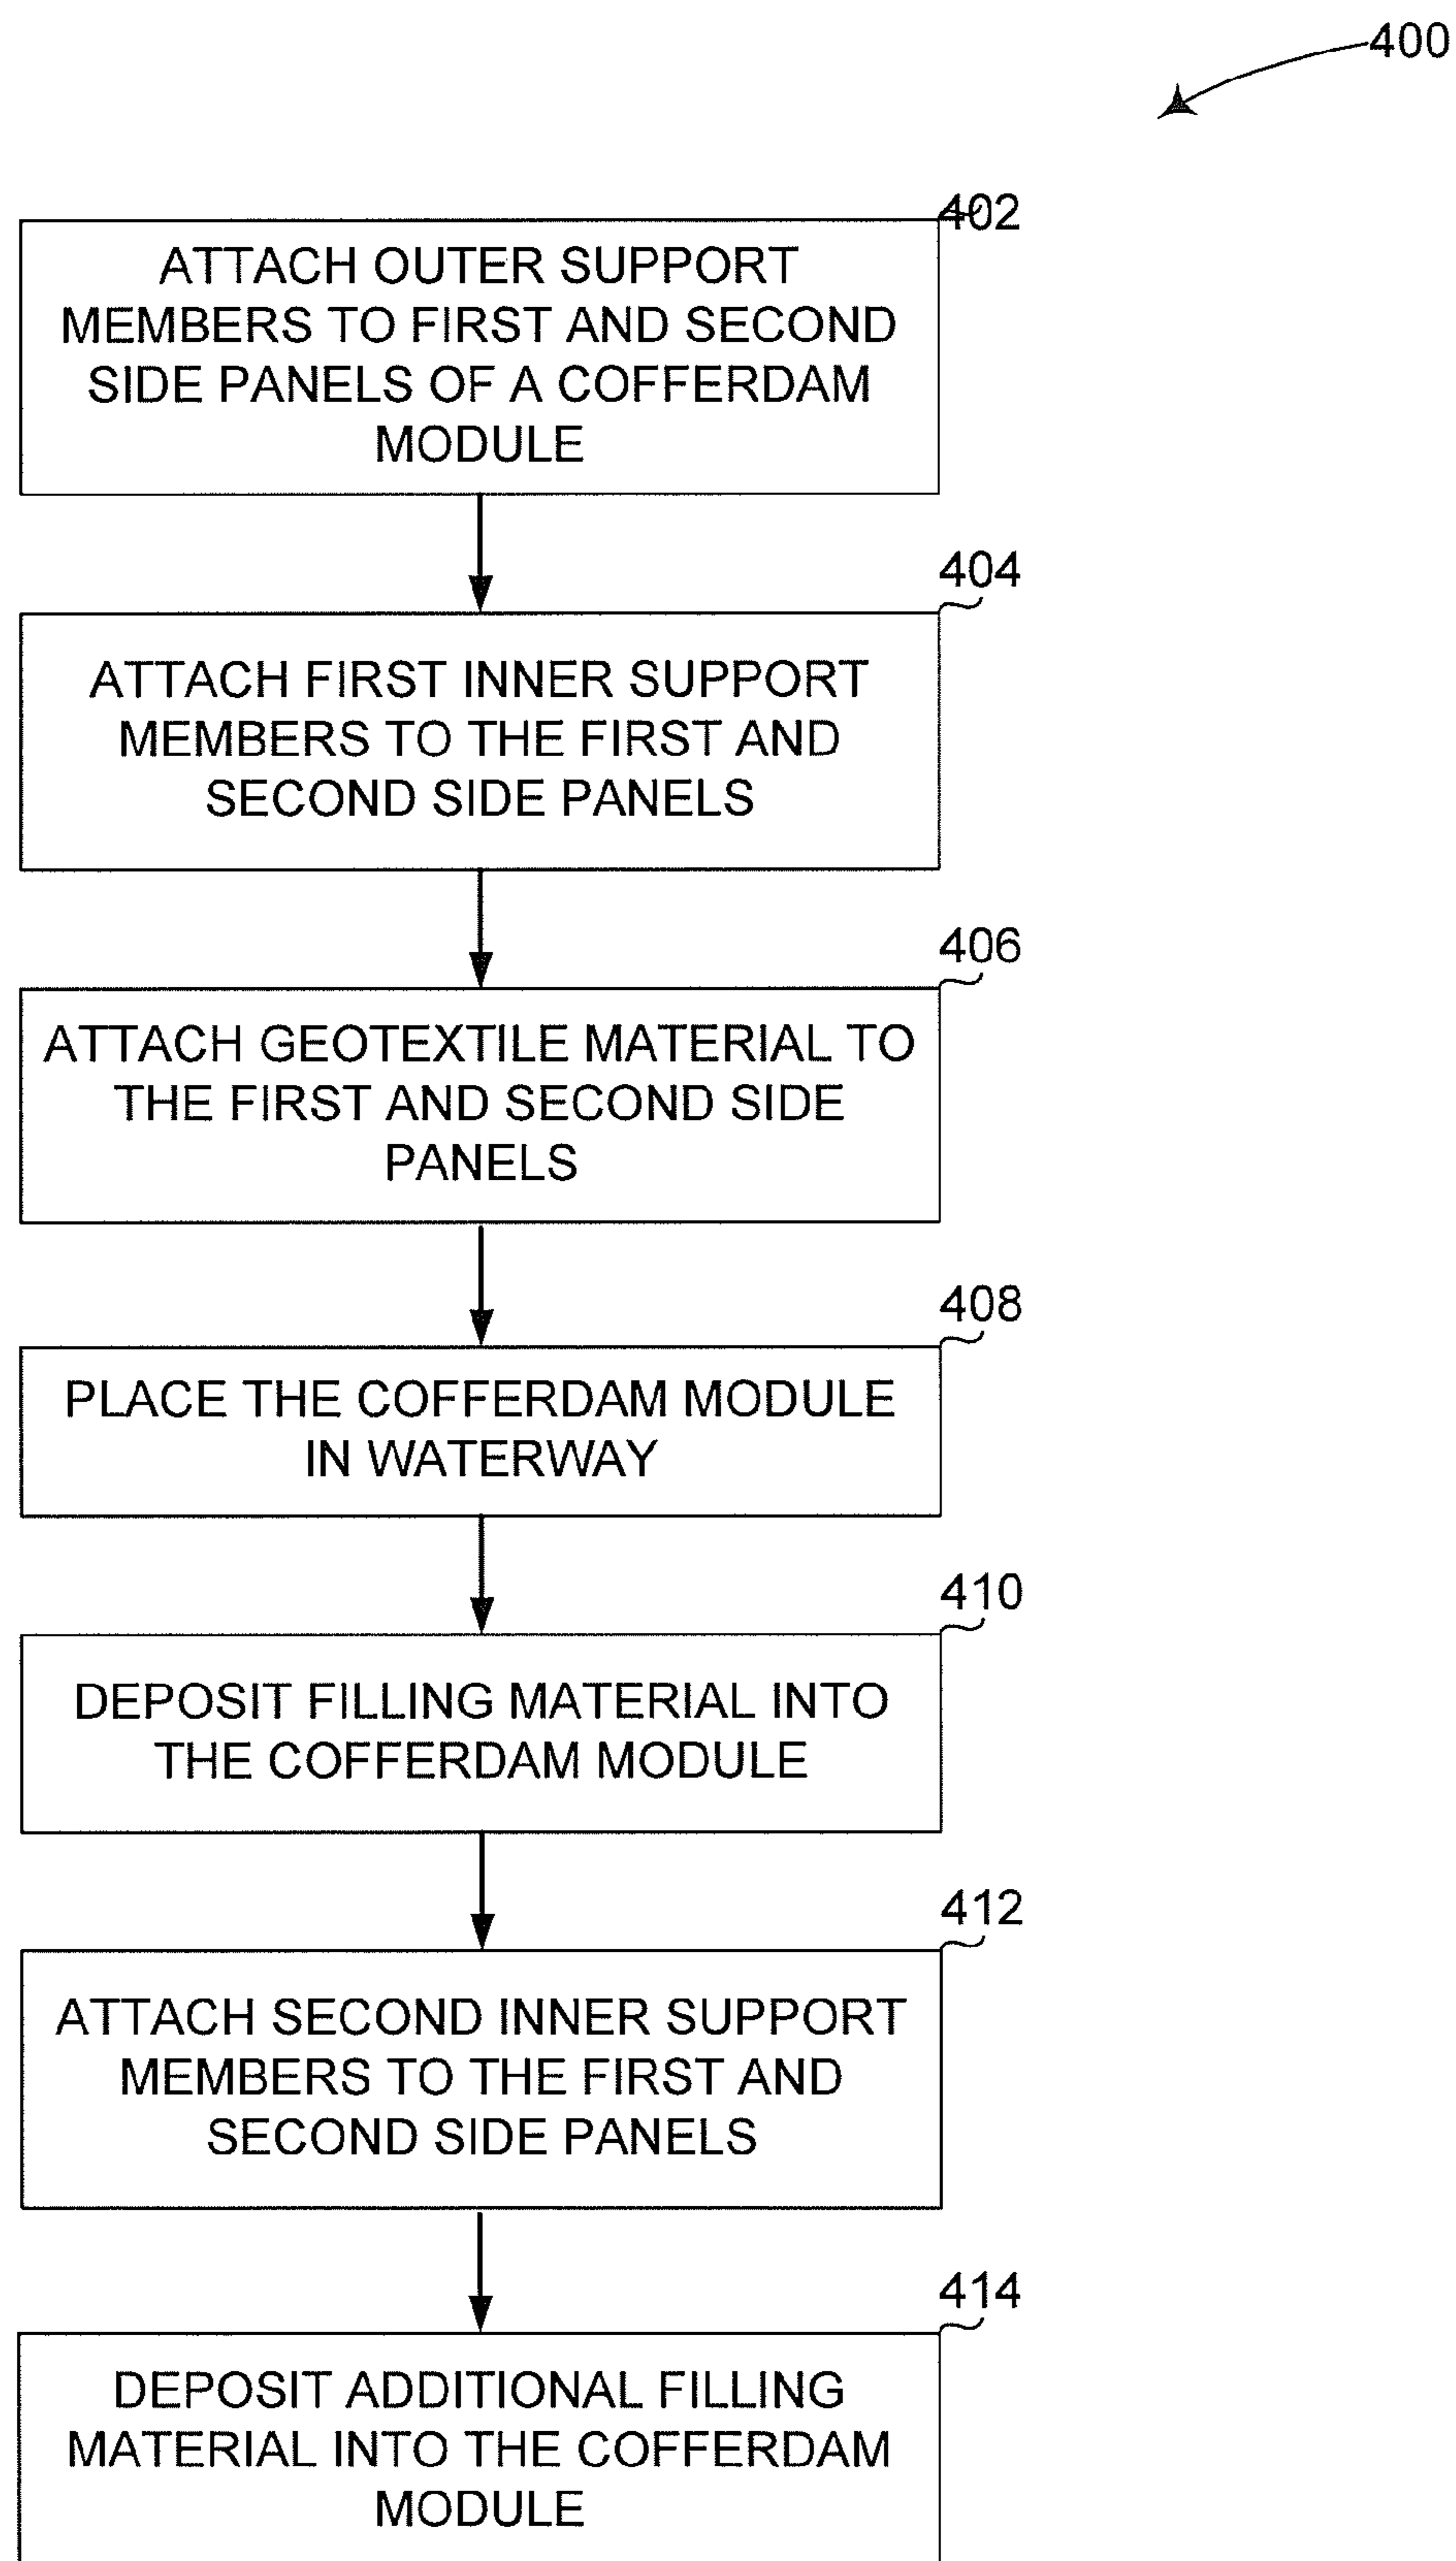 400
402
ATTACH OUTER SUPPORT
MEMBERS TO FIRST AND SECOND
SIDE PANELS OF A COFFERDAM
MODULE
404
ATTACH FIRST INNER SUPPORT
MEMBERS TO THE FIRST AND
SECOND SIDE PANELS
406
ATTACH GEOTEXTILE MATERIAL TO
THE FIRST AND SECOND SIDE
PANELS
408
PLACE THE COFFERDAM MODULE
IN WATERWAY
410
DEPOSIT FILLING MATERIAL INTO
THE COFFERDAM MODULE
412
ATTACH SECOND INNER SUPPORT
MEMBERS TO THE FIRST AND
SECOND SIDE PANELS
414
DEPOSIT ADDITIONAL FILLING
MATERIAL INTO THE COFFERDAM
MODULE